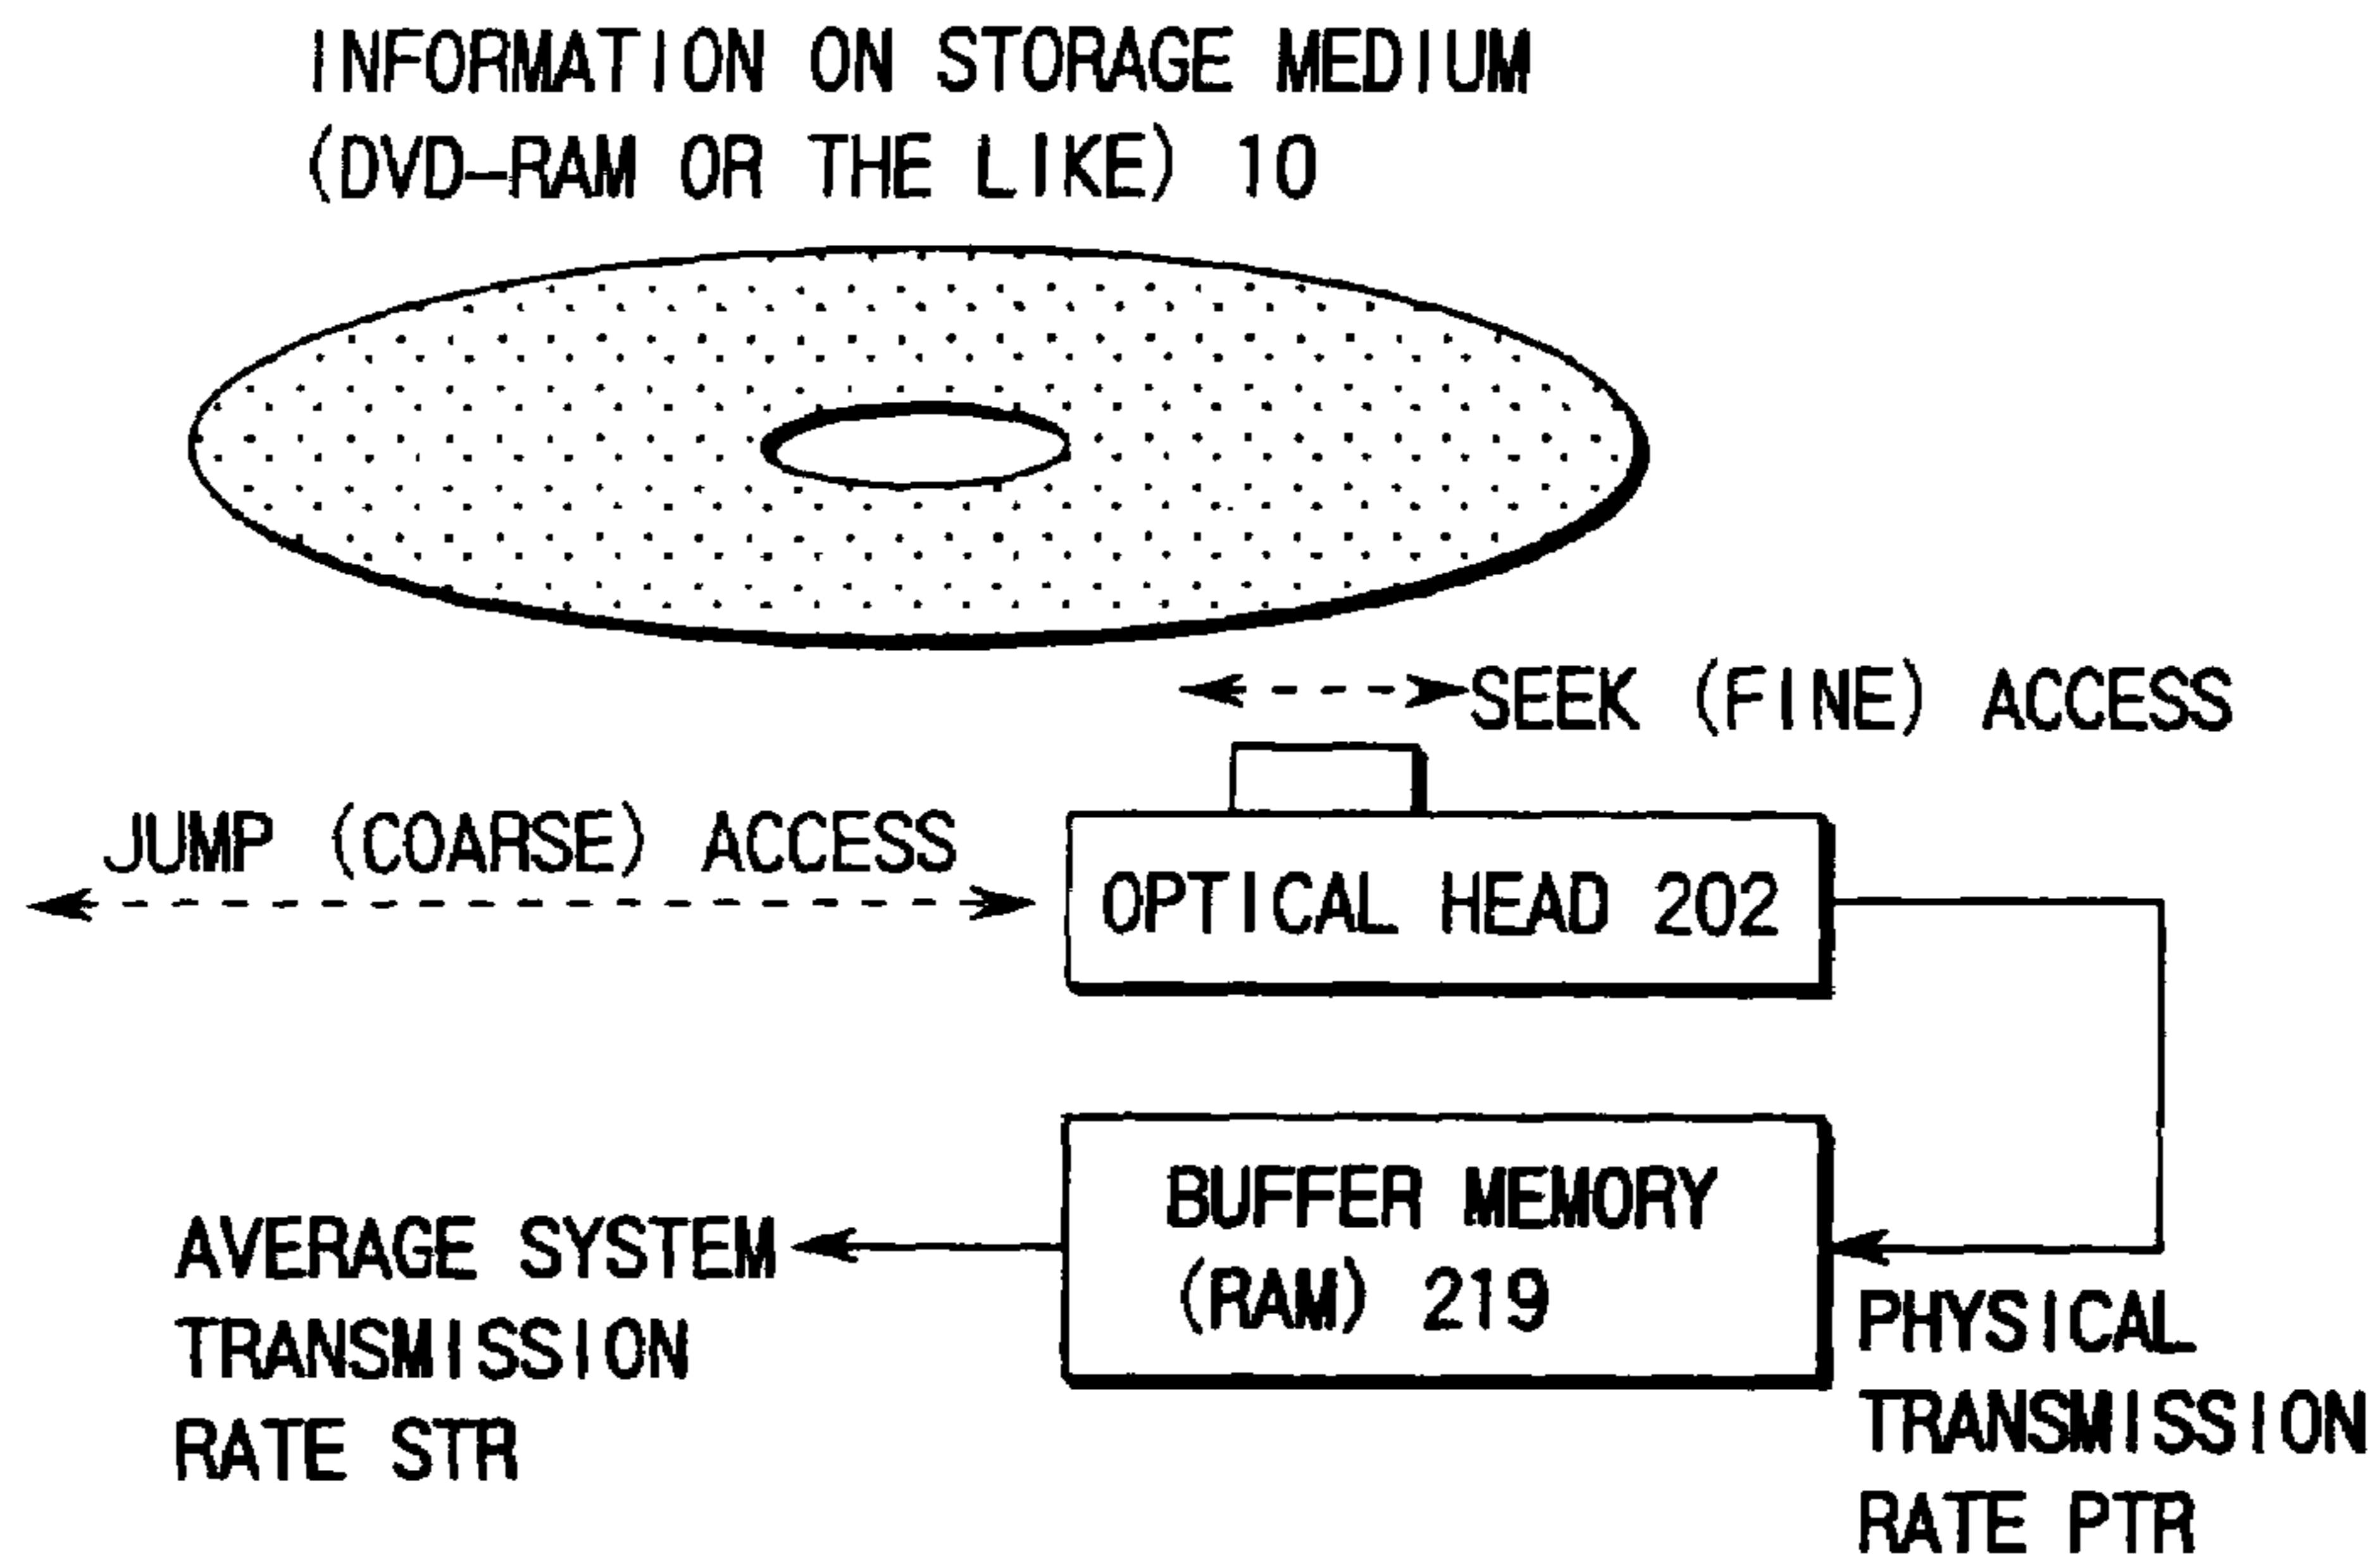 INFORMATION ON STORAGE MEDIUM
(DVD-RAM OR THE LIKE) 10
SEEK (FINE) ACCESS
JUMP (COARSE) ACCESS
OPTICAL HEAD 202
BUFFER MEMORY
(RAM) 219
AVERAGE SYSTEM
TRANSMISSION
RATE STR
PHYSICAL
TRANSMISSION
RATE PTR